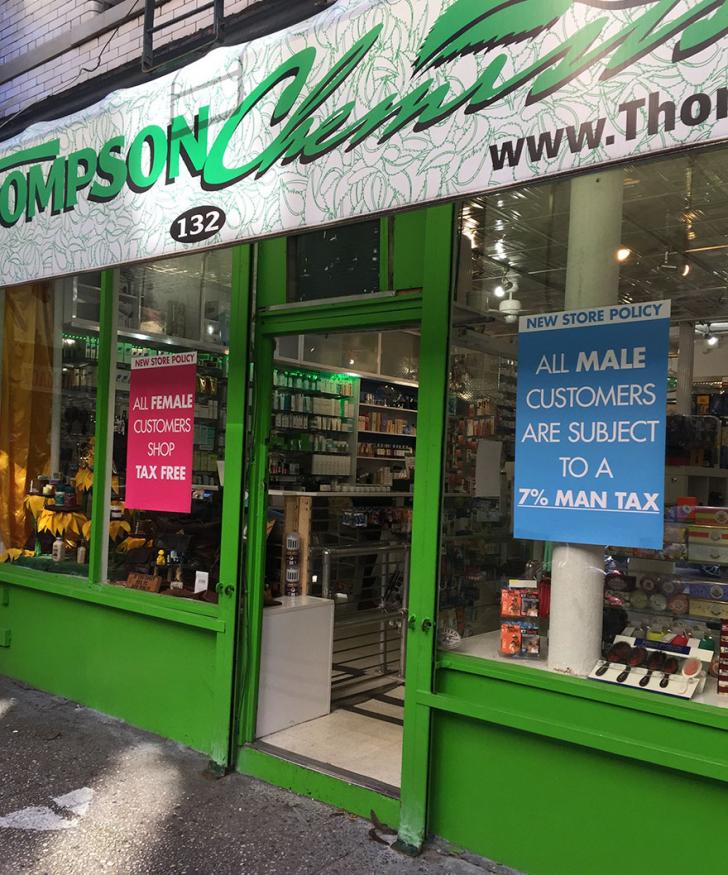 OMPSON Chemists
www.Tho
132
NEW STORE POLICY
ALL FEMALE
CUSTOMERS
SHOP
TAX FREE
NEW STORE POLICY
ALL MALE
CUSTOMERS
ARE SUBJECT
TO A
7% MAN TAX